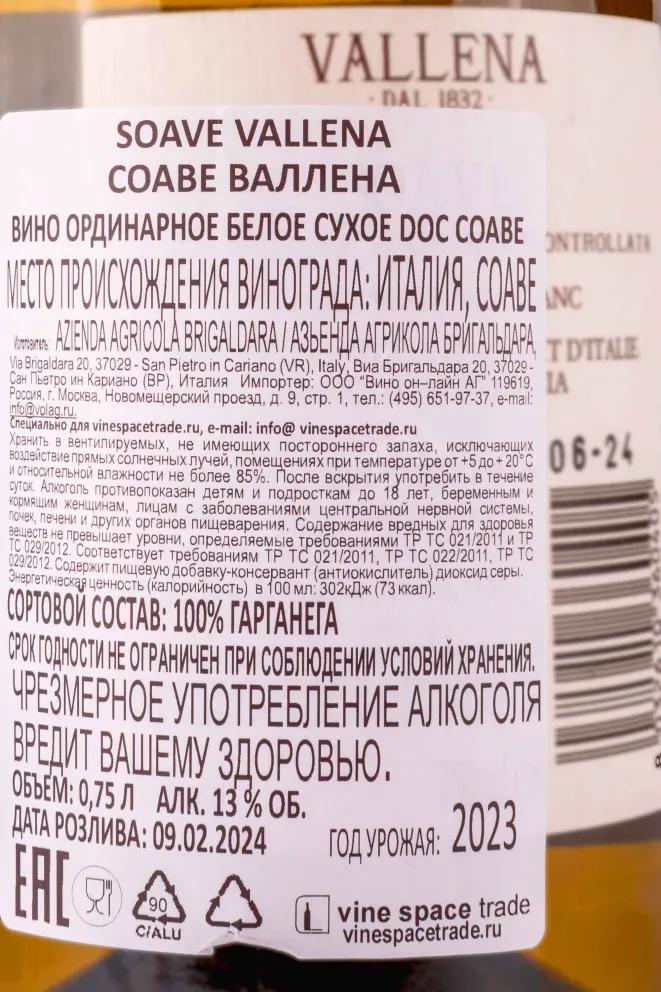 VALLENA
· DAL 1832 ·
SOAVE VALLENA
СОАВЕ ВАЛЛЕНА
ВИНО ОРДИНАРНОЕ БЕЛОЕ СУХОЕ DOC СОАВЕ
ONTROLLATA
МЕСТО ПРОИСХОЖДЕНИЯ ВИНОГРАДА: ИТАЛИЯ, СОАВЕ
ANC
Изготовитель: AZIENDA AGRICOLA BRIGALDARA / АЗЬЕНДА АГРИКОЛА БРИГАЛЬДАРА,
T D'ITALIE
IA
Via Brigaldara 20, 37029 - San Pietro in Cariano (VR), Italy, Виа Бригальдара 20, 37029-
Сан Пьетро ин Кариано (ВР), Италия Импортер: ООО "Вино он–лайн АГ" 119619,
Россия, г. Москва, Новомещерский проезд, д. 9, стр. 1, тел.: (495) 651-97-37, e-mail:
info@volag.ru.
Специально для vinespacetrade.ru, e-mail: info@ vinespacetrade.ru
06-24
Хранить в вентилируемых, не имеющих постороннего запаха, исключающих
воздействие прямых солнечных лучей, помещениях при температуре от +5 до + 20°C
и относительной влажности не более 85%. После вскрытия употребить в течение
суток. Алкоголь противопоказан детям и подросткам до 18 лет, беременным и
кормящим женщинам, лицам с заболеваниями центральной нервной системы,
почек, печени и других органов пищеварения. Содержание вредных для здоровья
веществ не превышает уровни, определяемые требованиями ТР ТС 021/2011 и ТР
ТС 029/2012. Соответствует требованиям ТР ТС 021/2011, ТР ТС 022/2011, ТР ТС
029/2012. Содержит пищевую добавку-консервант (антиокислитель) диоксид серы.
Энергетическая ценность (калорийность) в 100 мл: 302кДж (73 ккал).
СОРТОВОЙ СОСТАВ: 100% ГАРГАНЕГА
СРОК ГОДНОСТИ НЕ ОГРАНИЧЕН ПРИ СОБЛЮДЕНИИ УСЛОВИЙ ХРАНЕНИЯ.
ЧРЕЗМЕРНОЕ УПОТРЕБЛЕНИЕ АЛКОГОЛЯ
ВРЕДИТ ВАШЕМУ ЗДОРОВЬЮ.
ОБЪЕМ: 0,75 Л АЛК. 13 % ОБ.
ДАТА РОЗЛИВА: 09.02.2024
ГОД УРОЖАЯ: 2023
EAC
90
C/ALU
vine space trade
vinespacetrade.ru